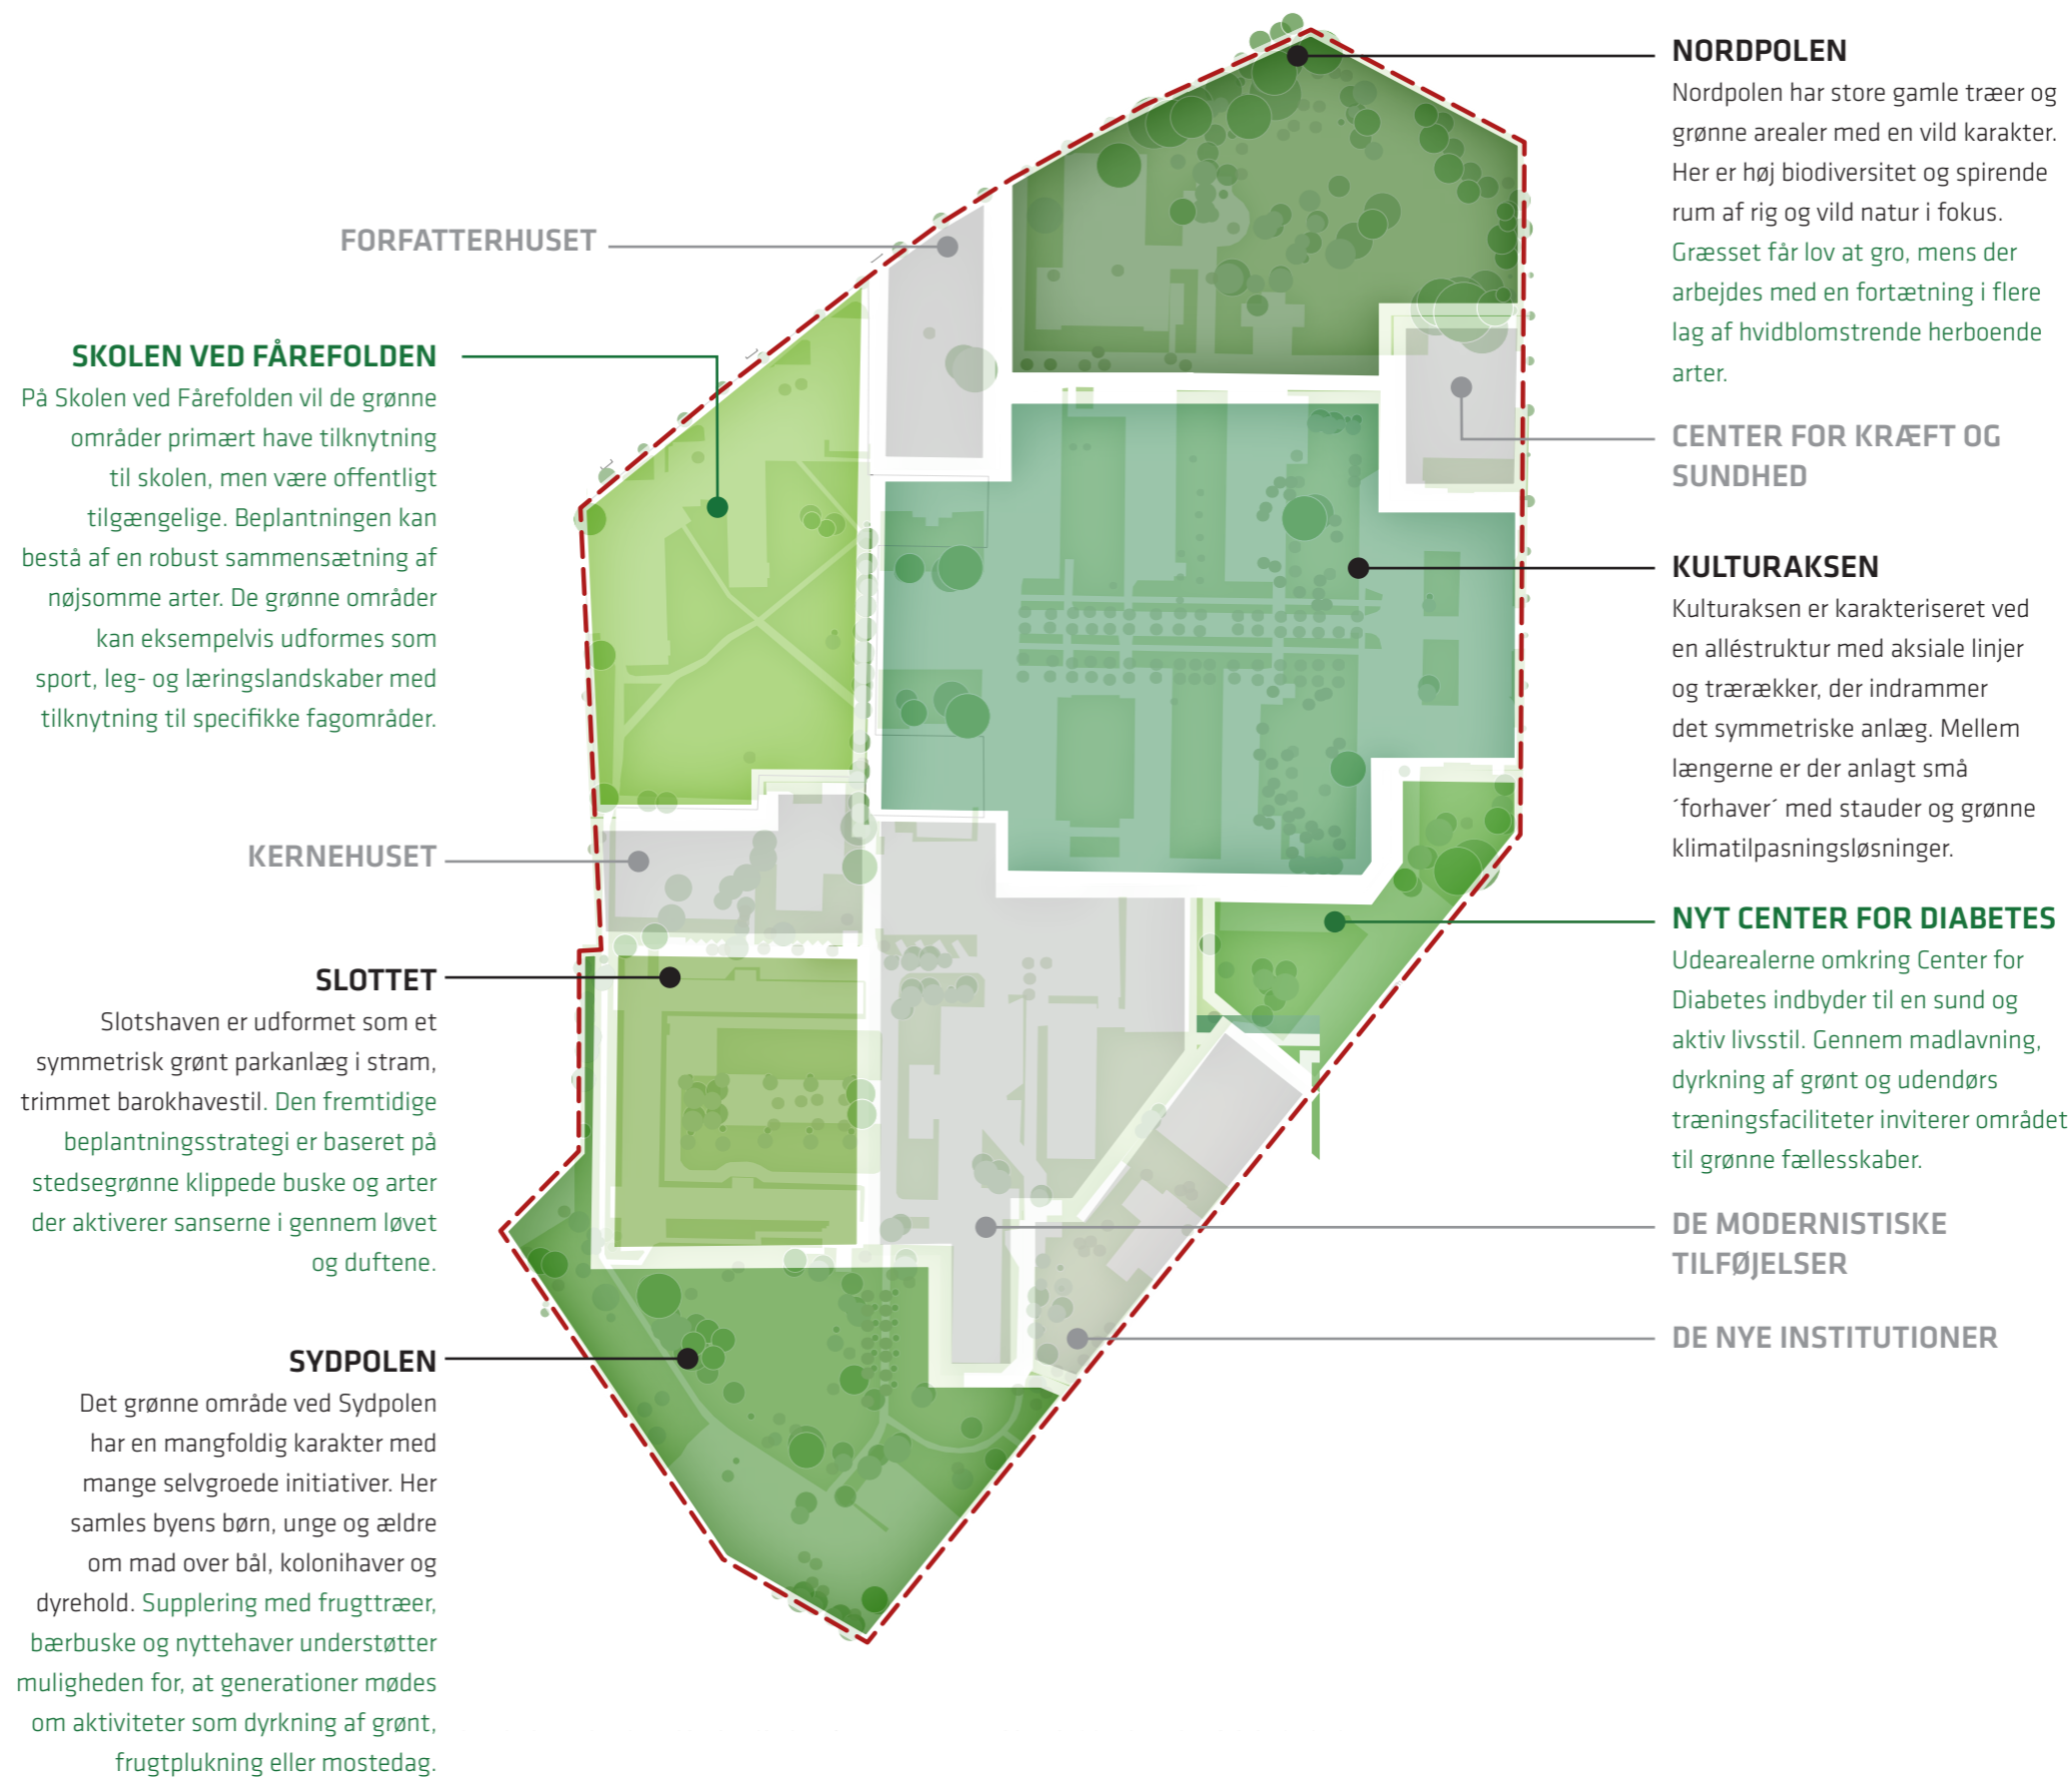 FORFATTERHUSET
SKOLEN VED FÅREFOLDEN
På Skolen ved Fårefolden vil de grønne
områder primært have tilknytning
til skolen, men være offentligt
tilgængelige. Beplantningen kan
bestå af en robust sammensætning af
nøjsomme arter. De grønne områder
kan eksempelvis udformes som
sport, leg- og læringslandskaber med
tilknytning til specifikke fagområder.
KERNEHUSET
SLOTTET
Slotshaven er udformet som et
symmetrisk grønt parkanlæg i stram,
trimmet barokhavestil. Den fremtidige
beplantningsstrategi er baseret på
stedsegrønne klippede buske og arter
der aktiverer sanserne i gennem løvet
og duftene.
SYDPOLEN
Det grønne område ved Sydpolen
har en mangfoldig karakter med
mange selvgroede initiativer. Her
samles byens børn, unge og ældre
om mad over bål, kolonihaver og
dyrehold. Supplering med frugttræer,
bærbuske og nyttehaver understøtter
muligheden for, at generationer mødes
om aktiviteter som dyrkning af grønt,
frugtplukning eller mostedag.
NORDPOLEN
Nordpolen har store gamle træer og
grønne arealer med en vild karakter.
Her er høj biodiversitet og spirende
rum af rig og vild natur i fokus.
Græsset får lov at gro, mens der
arbejdes med en fortætning i flere
lag af hvidblomstrende herboende
arter.
CENTER FOR KRÆFT OG
SUNDHED
KULTURAKSEN
Kulturaksen er karakteriseret ved
en alléstruktur med aksiale linjer
og trærækker, der indrammer
det symmetriske anlæg. Mellem
længerne er der anlagt små
´forhaver´ med stauder og grønne
klimatilpasningsløsninger.
NYT CENTER FOR DIABETES
Udearealerne omkring Center for
Diabetes indbyder til en sund og
aktiv livsstil. Gennem madlavning,
dyrkning af grønt og udendørs
træningsfaciliteter inviterer området
til grønne fællesskaber.
DE MODERNISTISKE
TILFØJELSER
DE NYE INSTITUTIONER